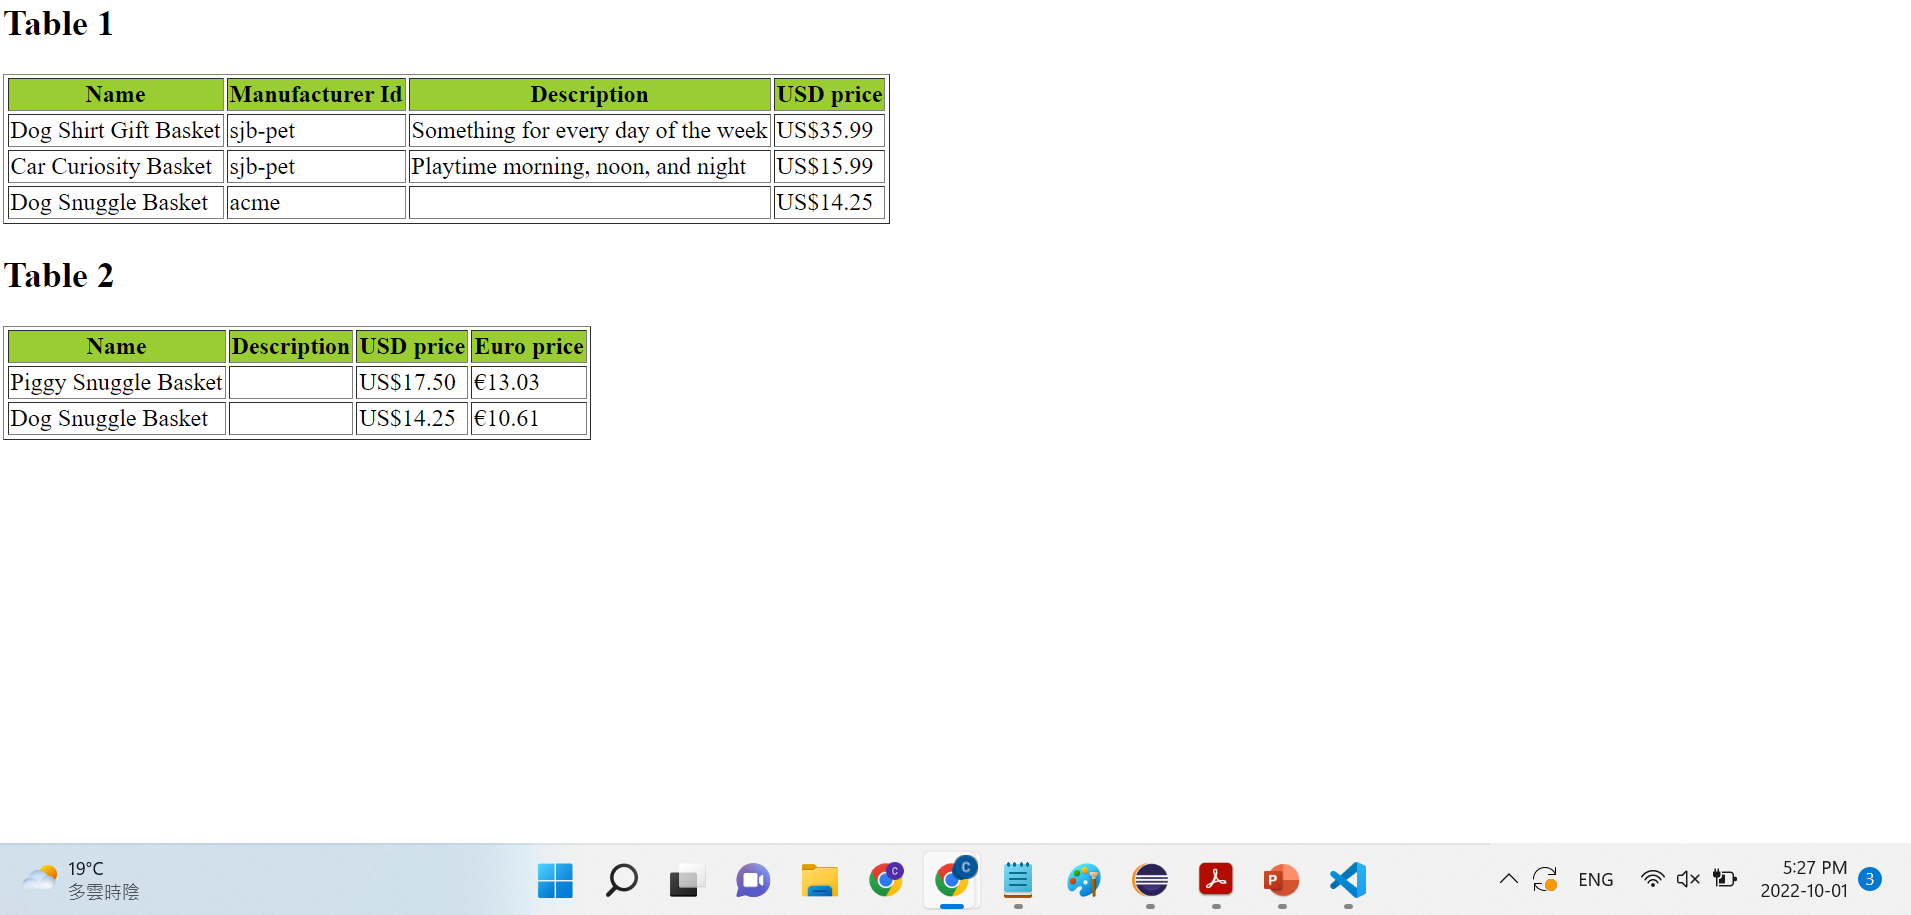 Table 1
Name Manufacturer Id Description USD price
Dog Shirt Gift Basket sjb-pet Something for every day of the week US$35.99
Car Curiosity Basket sjb-pet Playtime morning, noon, and night US$15.99
Dog Snuggle Basket acme US$14.25
Table 2
Name Description USD price Euro price
Piggy Snuggle Basket US$17.50 €13.03
Dog Snuggle Basket US$14.25 €10.61
19°C
多雲時陰
C
C
P
ENG
5:27 PM
2022-10-01
3